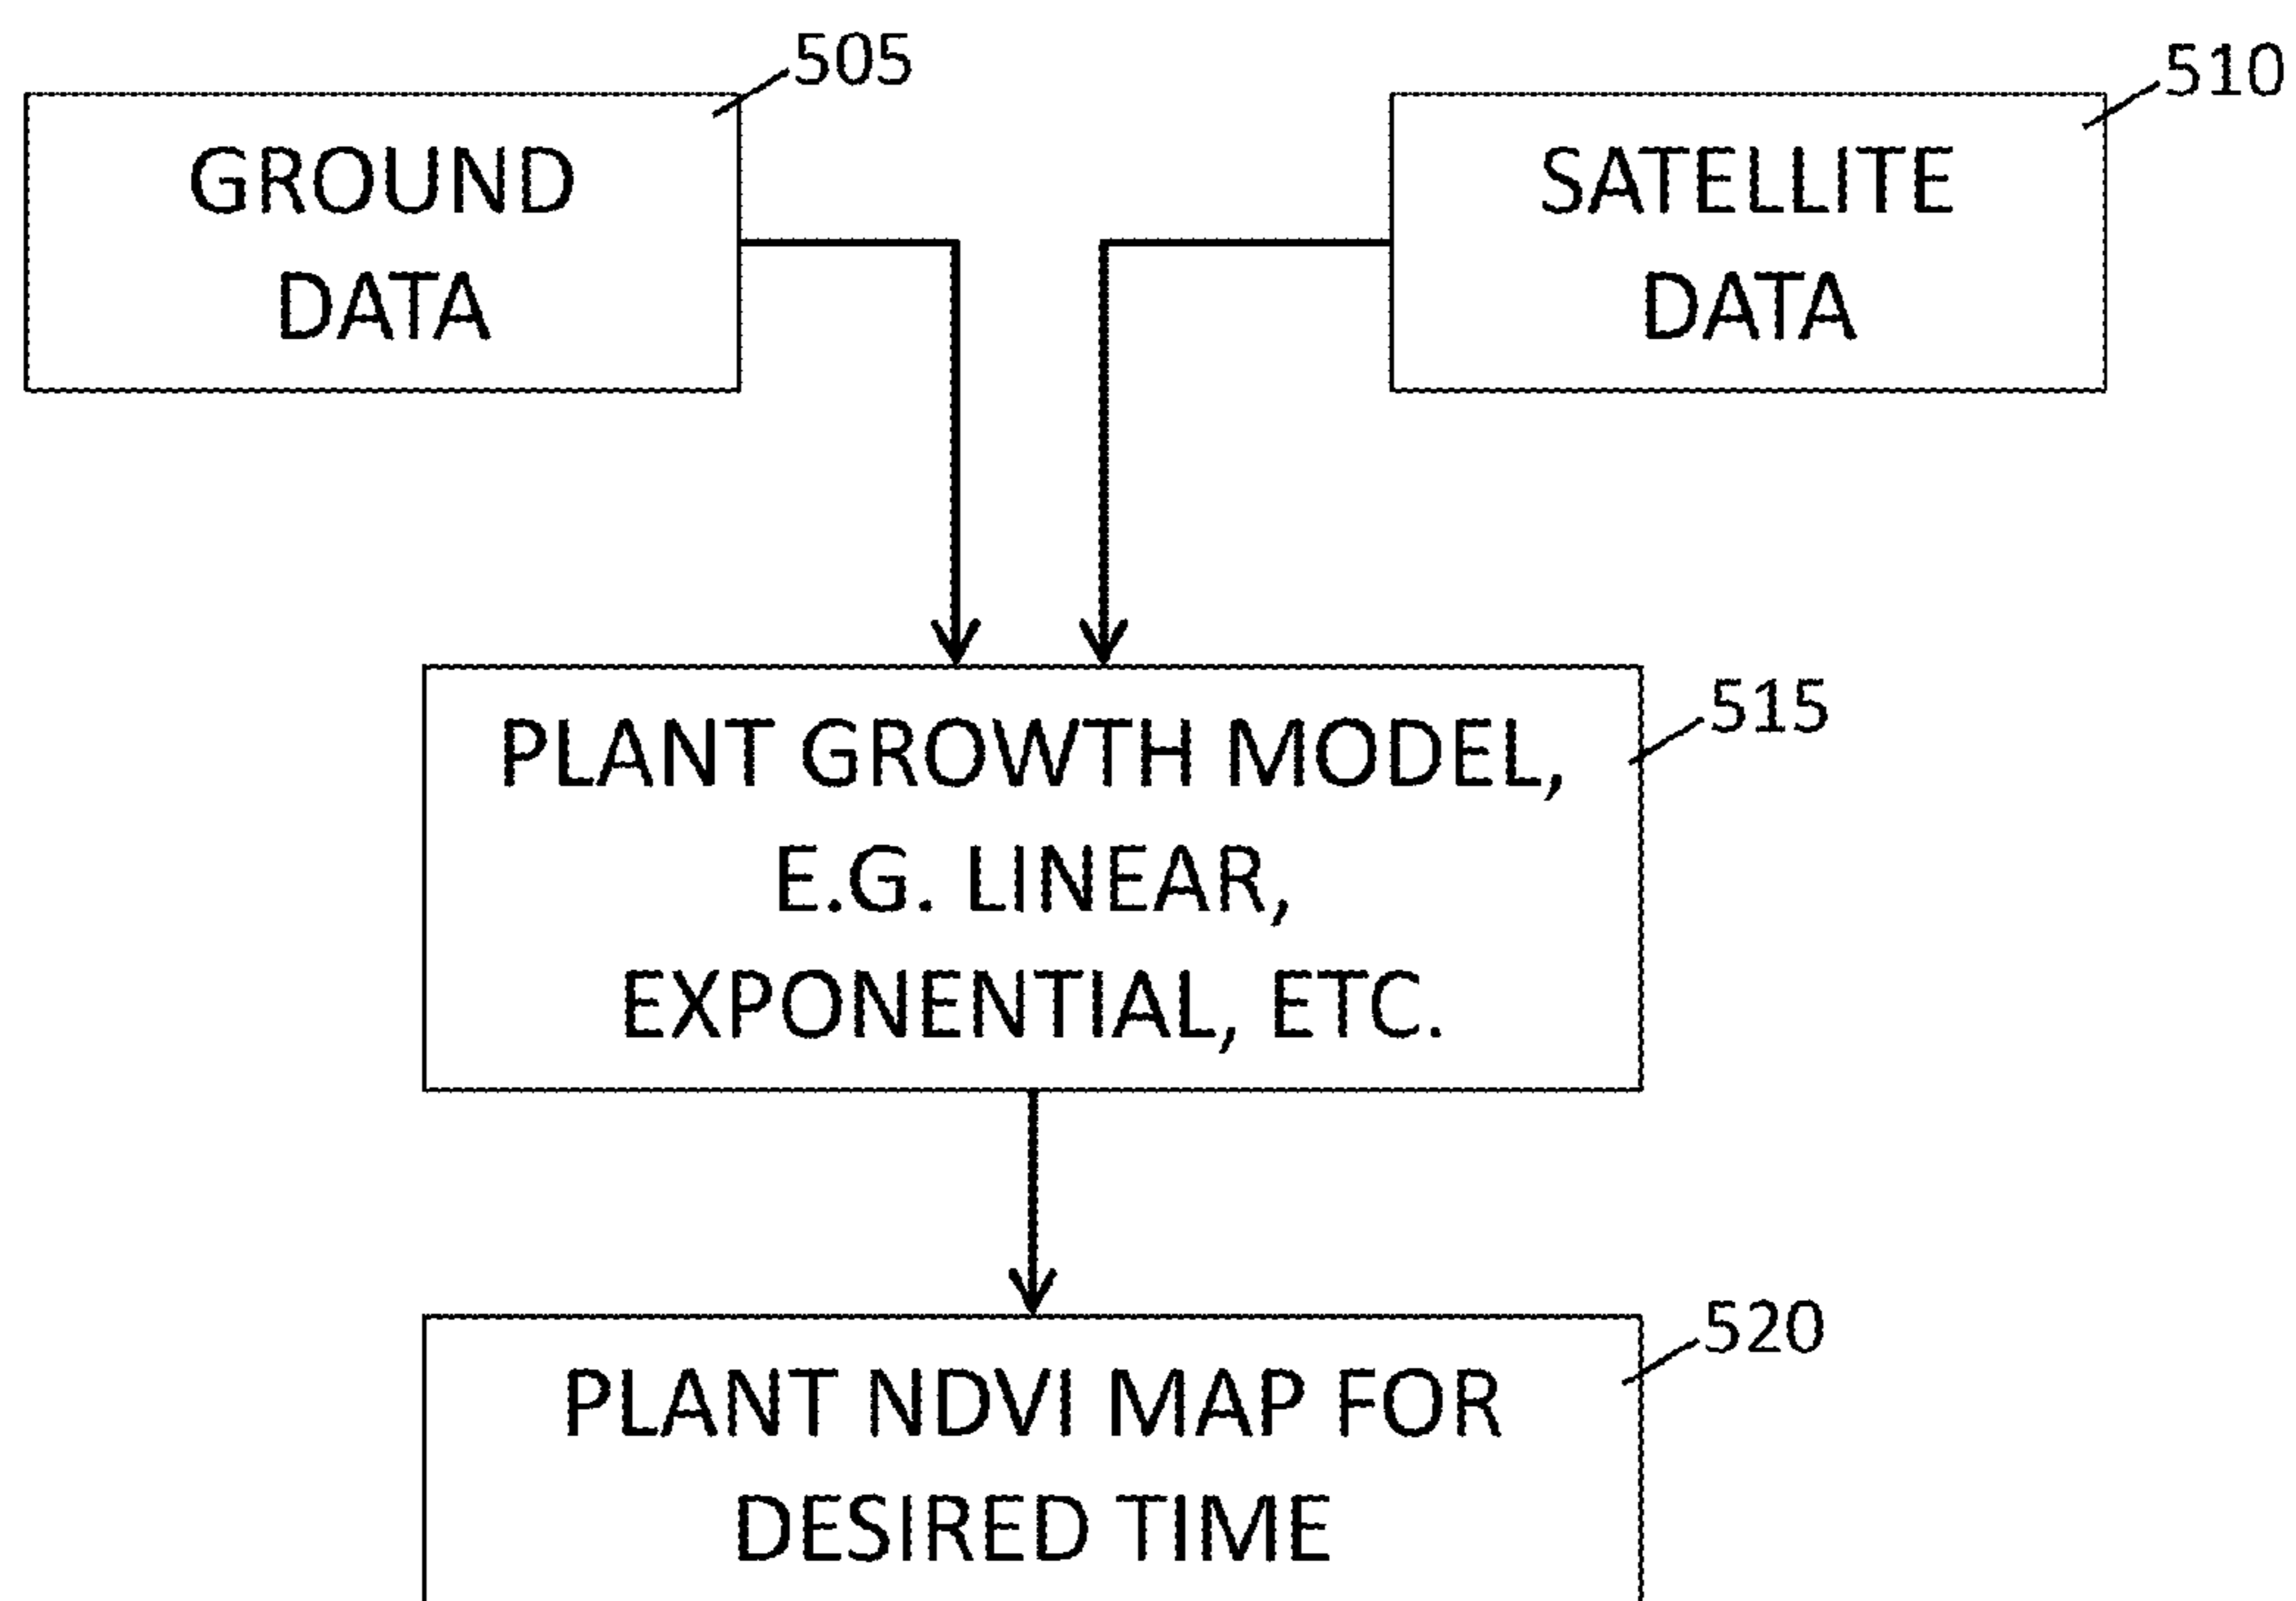 505
GROUND
DATA
510
SATELLITE
DATA
515
PLANT GROWTH MODEL,
E.G. LINEAR,
EXPONENTIAL, ETC.
520
PLANT NDVI MAP FOR
DESIRED TIME